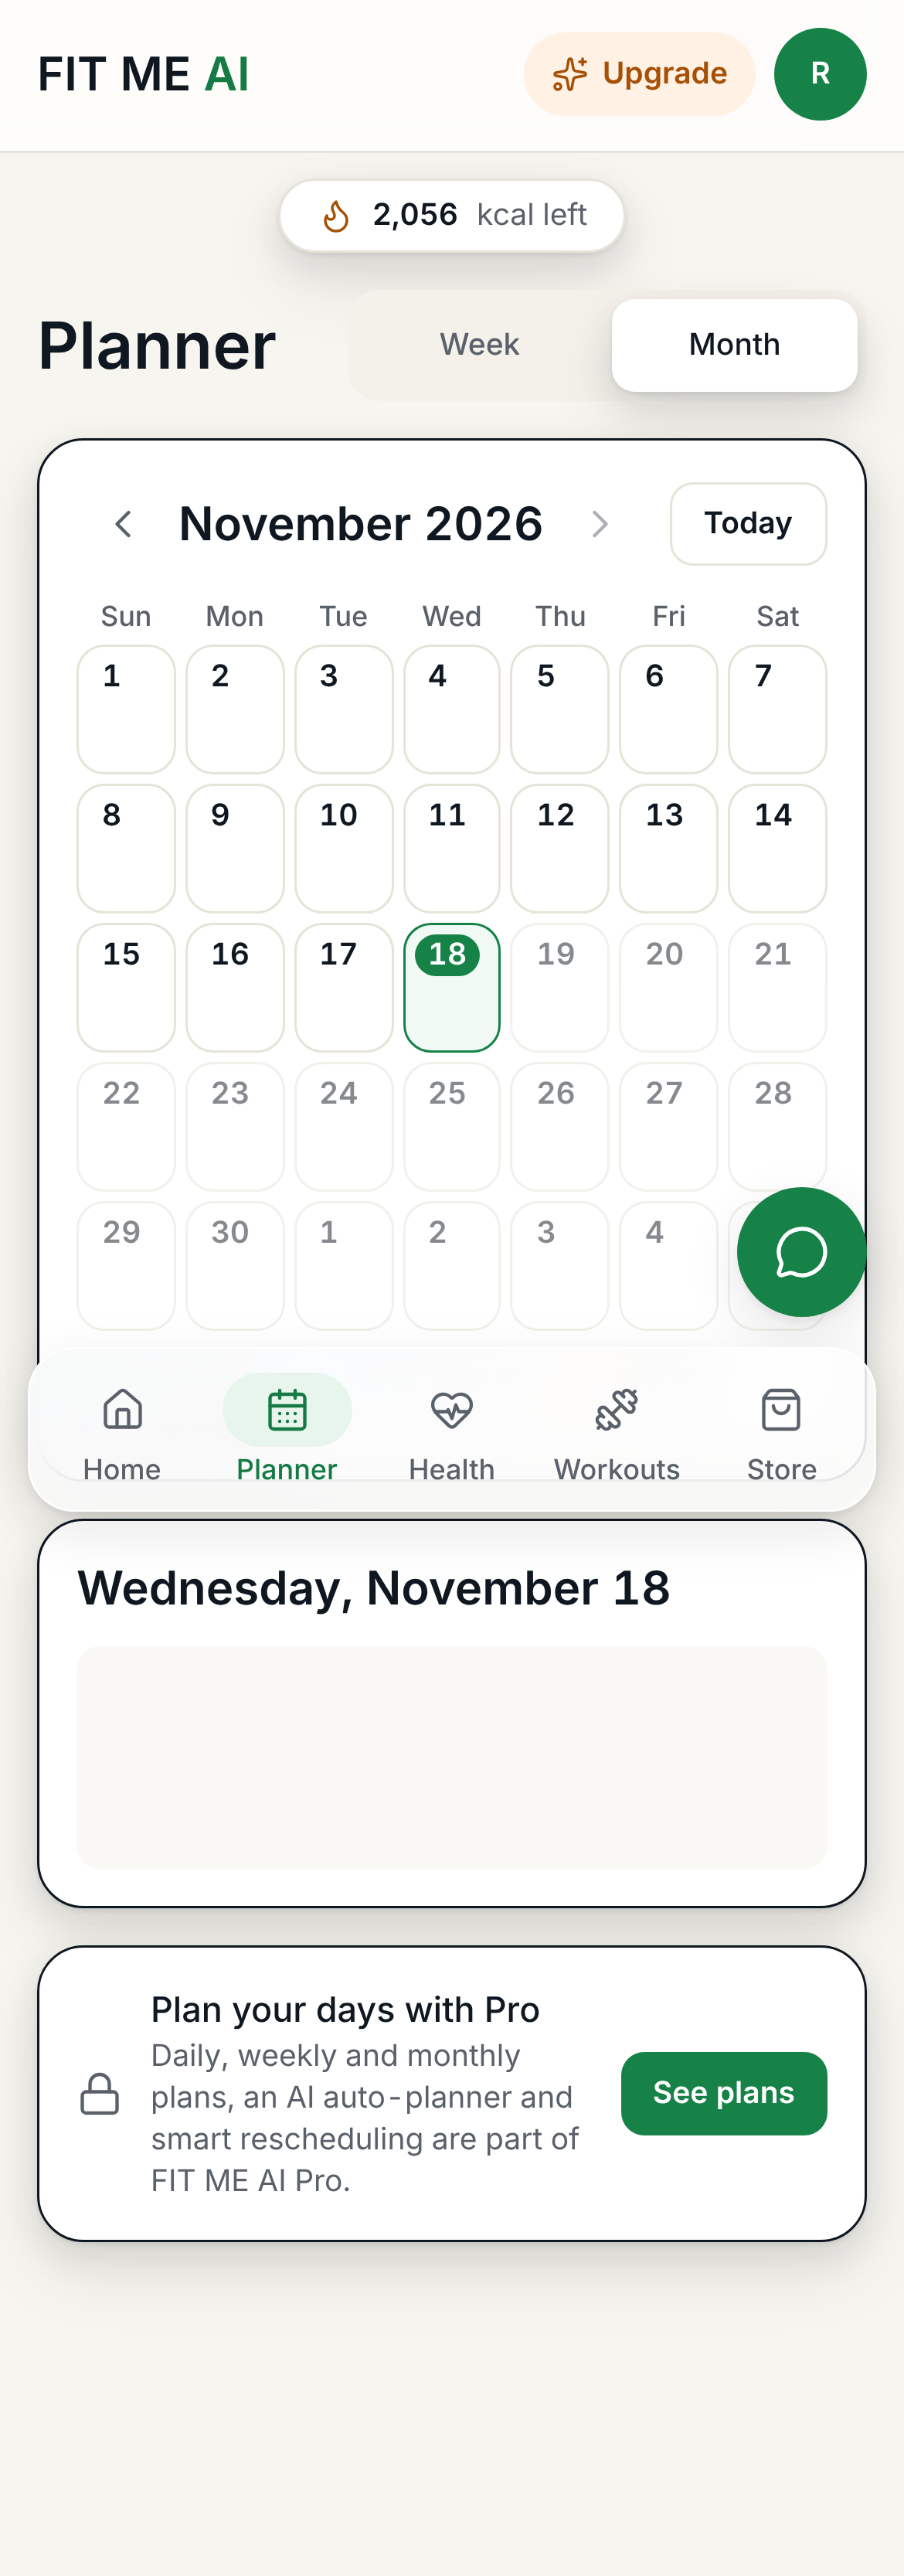 FIT ME AI
Upgrade
R
2,056 kcal left
Planner
Week
Month
November 2026
Today
Sun Mon Tue Wed Thu Fri Sat
1 2 3 4 5 6 7
8 9 10 11 12 13 14
15 16 17 18 19 20 21
22 23 24 25 26 27 28
29 30 1 2 3 4
Home Planner Health Workouts Store
Wednesday, November 18
Plan your days with Pro
Daily, weekly and monthly
plans, an AI auto-planner and
smart rescheduling are part of
FIT ME AI Pro.
See plans